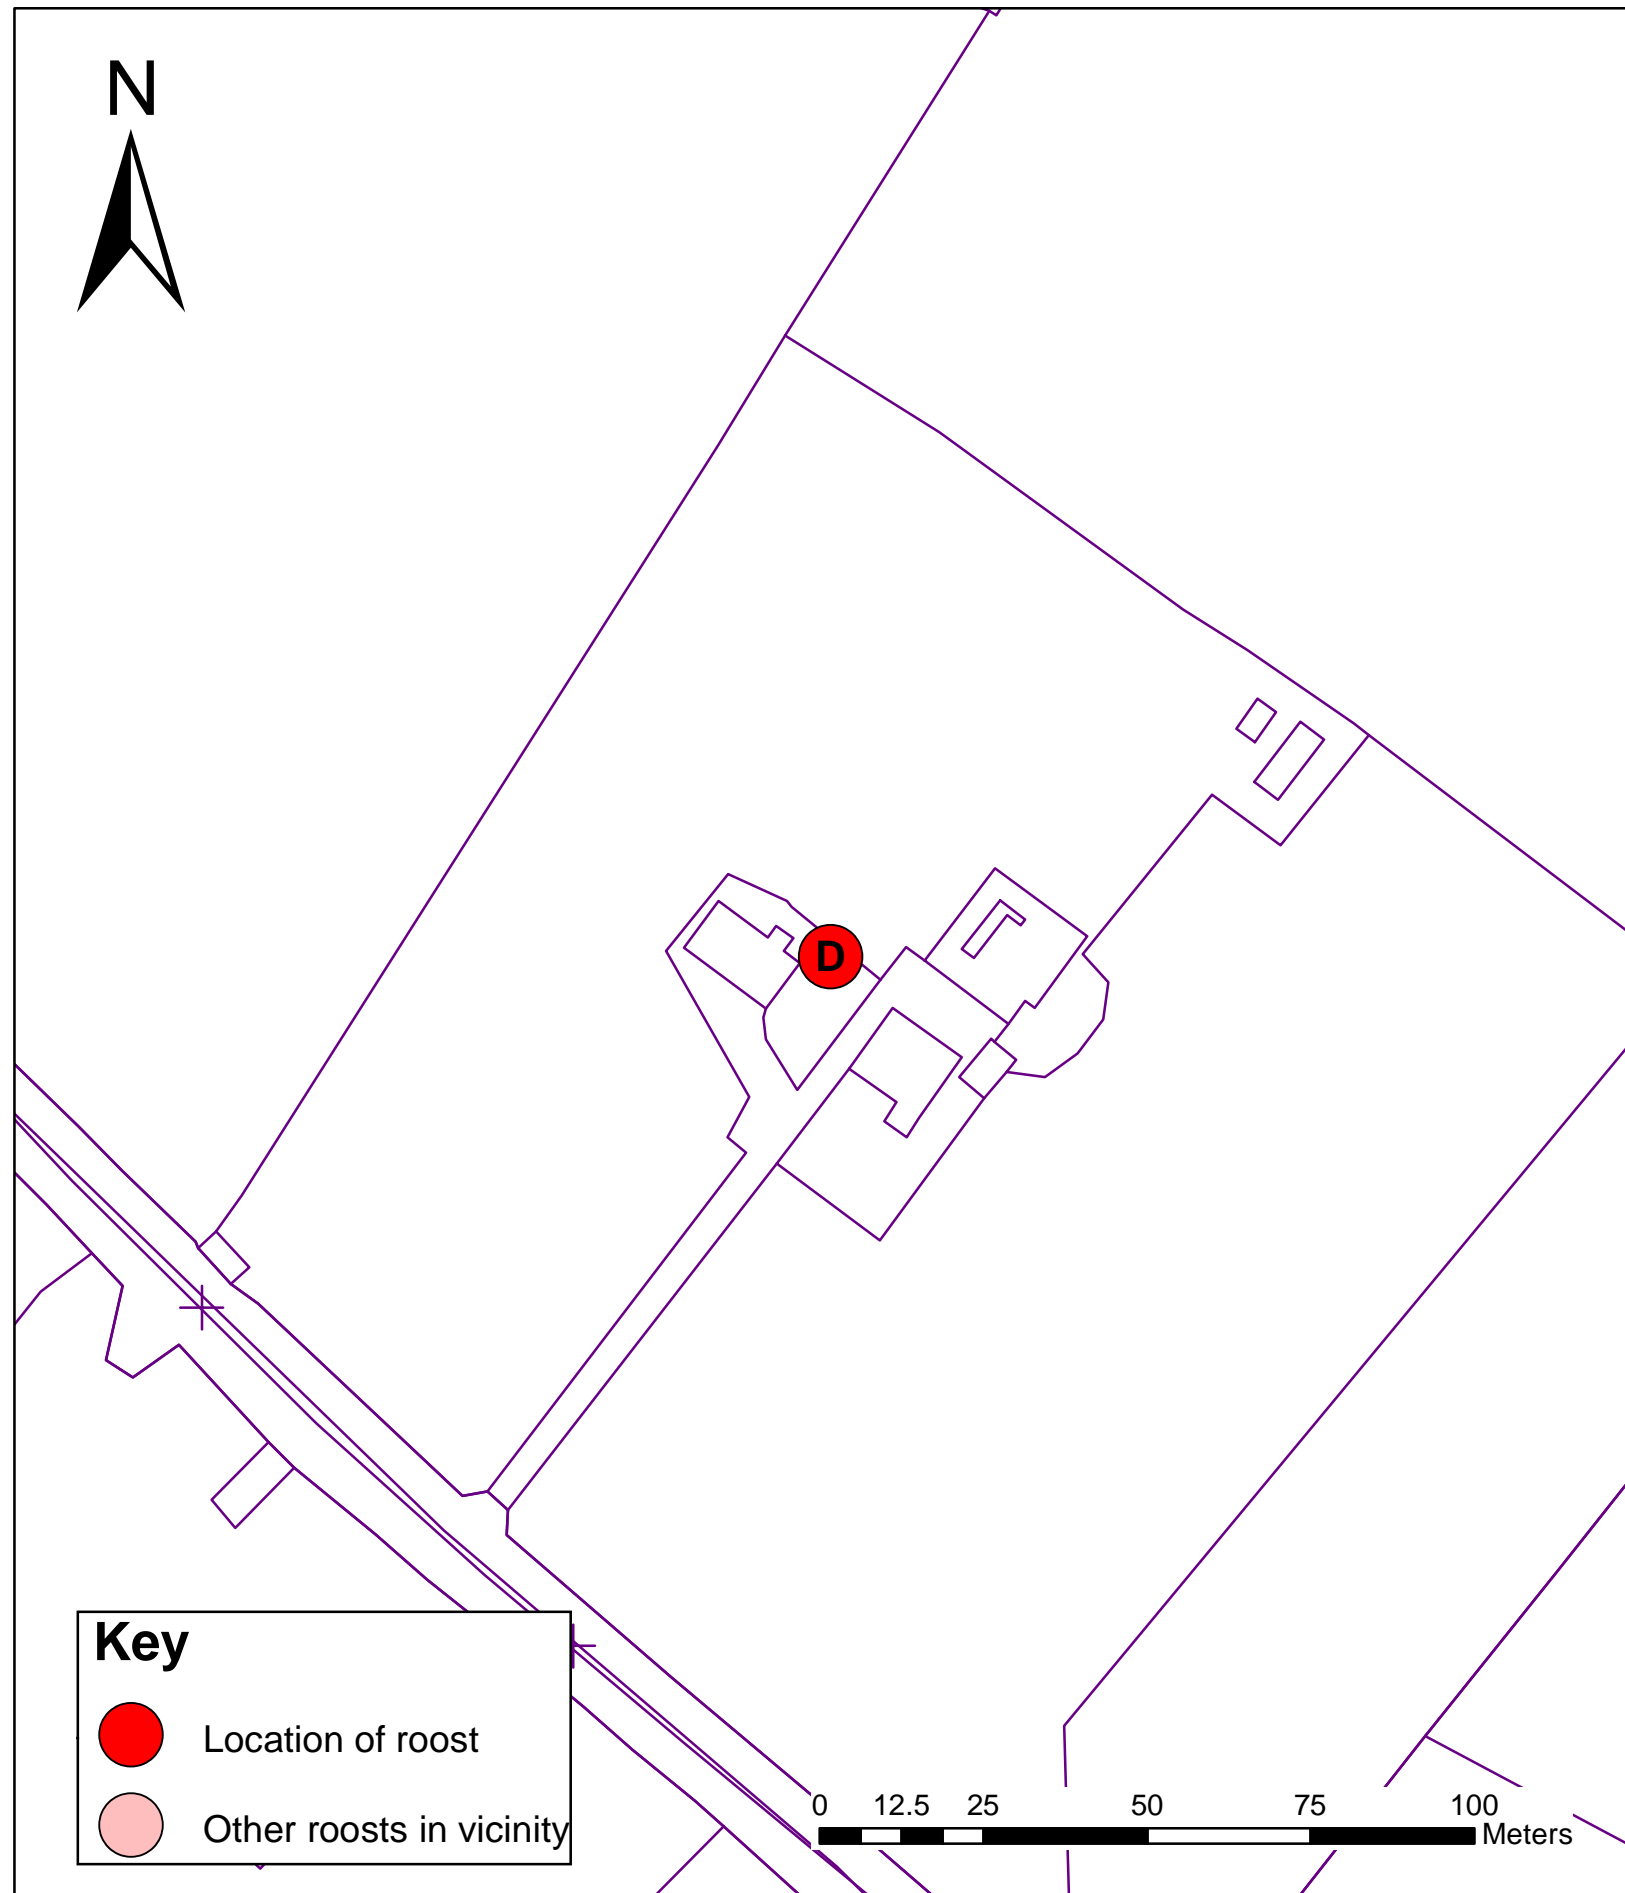 N
D
Key
Location of roost
Other roosts in vicinity
0 12.5 25 50 75 100
Meters